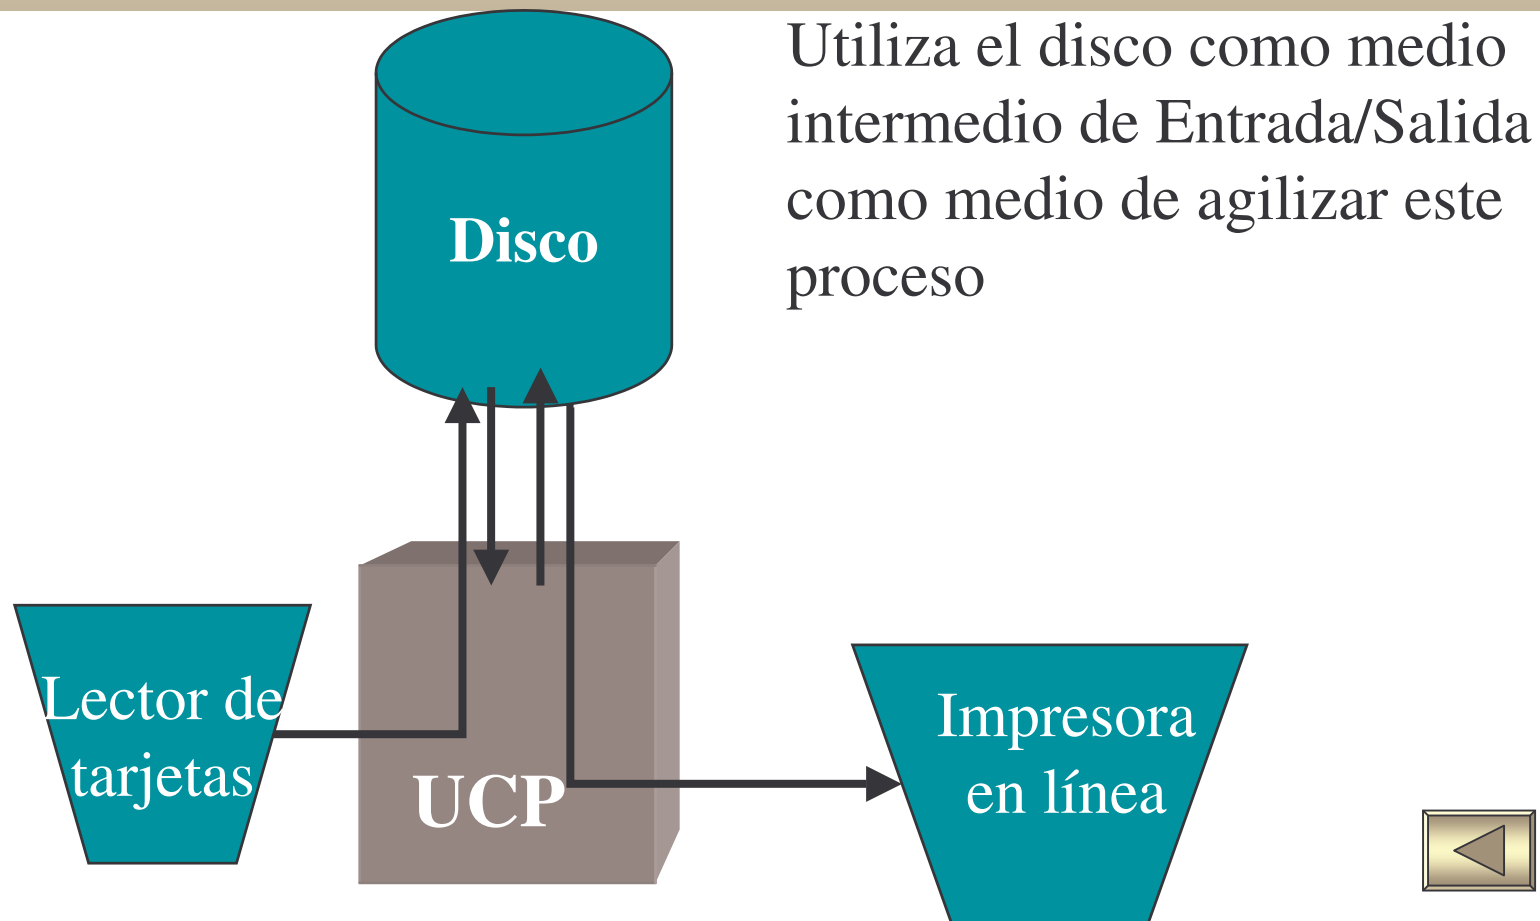 Utiliza el disco como medio
intermedio de Entrada/Salida
como medio de agilizar este
proceso
Disco
Lector de
tarjetas
UCP
Impresora
en línea